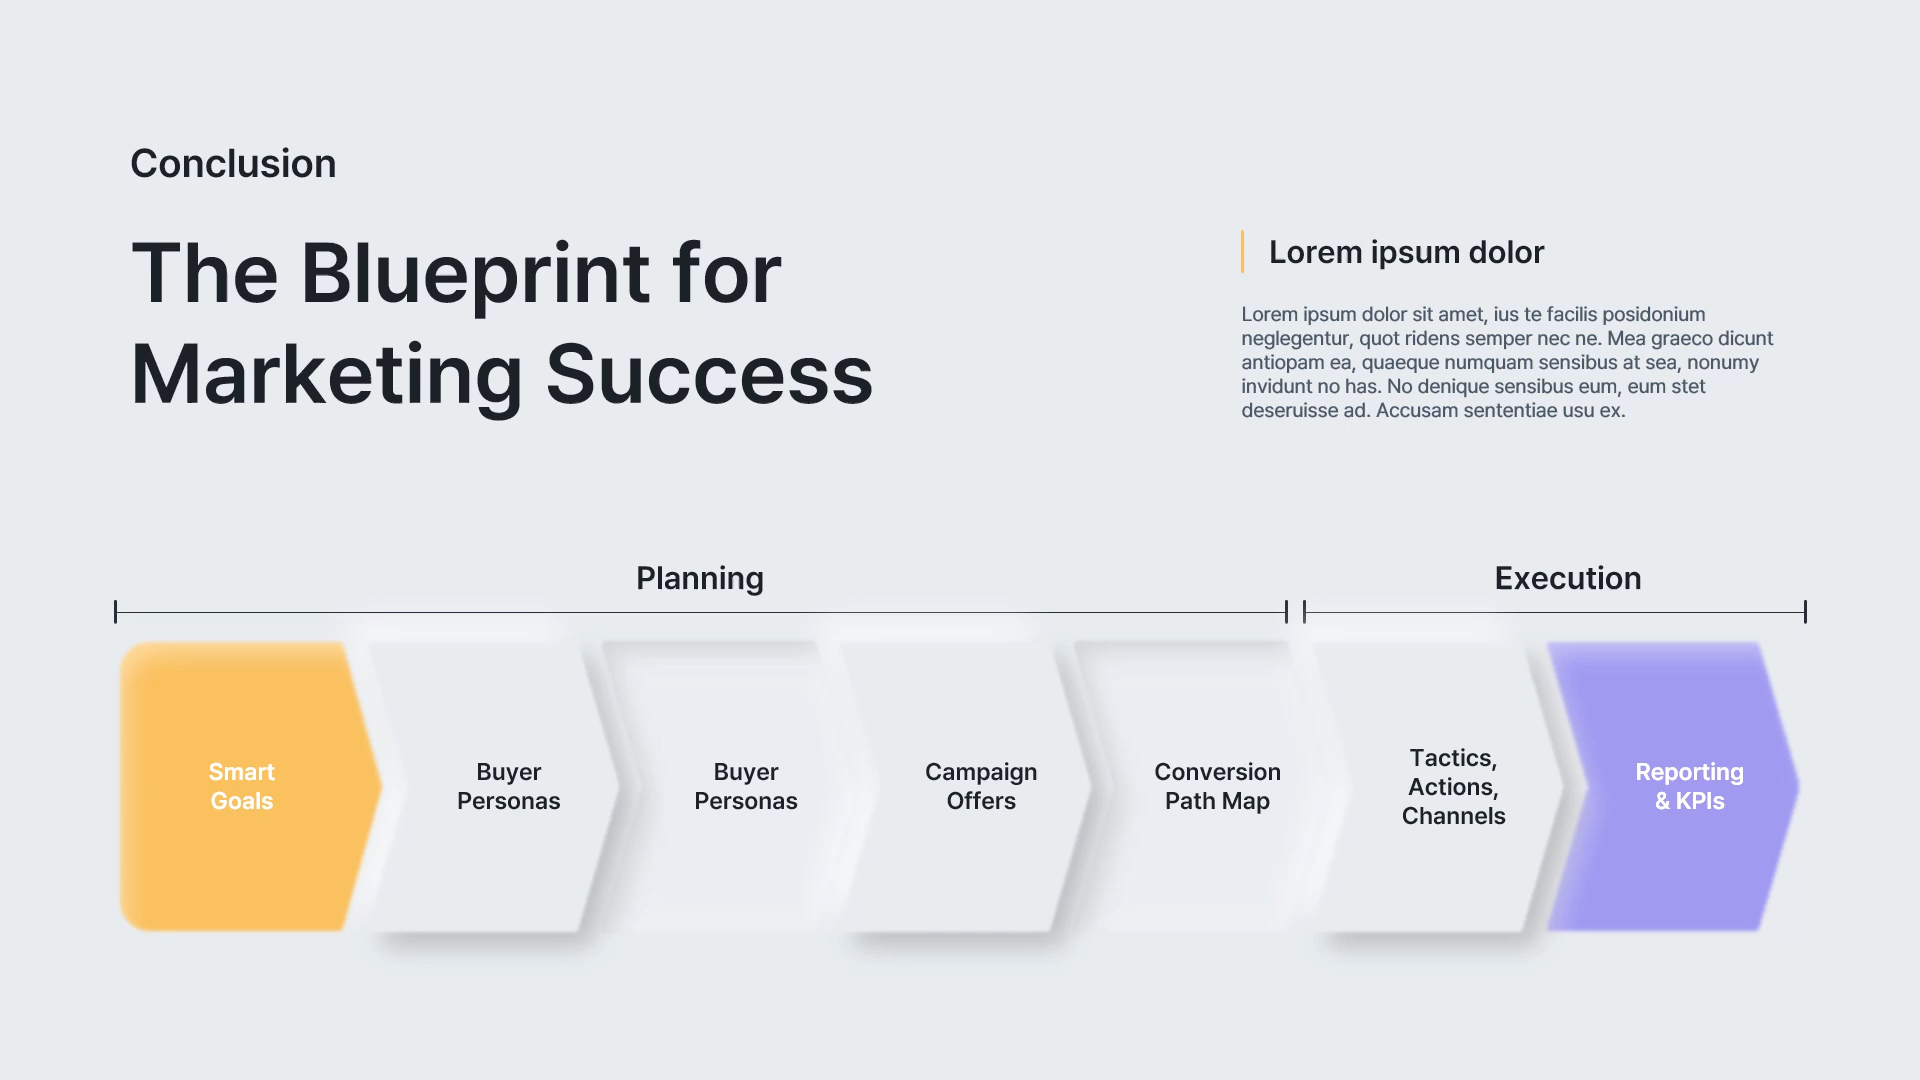 Conclusion
The Blueprint for
Marketing Success
Lorem ipsum dolor
Lorem ipsum dolor sit amet, ius te facilis posidonium
neglegentur, quot ridens semper nec ne. Mea graeco dicunt
antiopam ea, quaeque numquam sensibus at sea, nonumy
invidunt no has. No denique sensibus eum, eum stet
deseruisse ad. Accusam sententiae usu ex.
Planning
Execution
Smart
Goals
Buyer
Personas
Buyer
Personas
Campaign
Offers
Conversion
Path Map
Tactics,
Actions,
Channels
Reporting
& KPIs